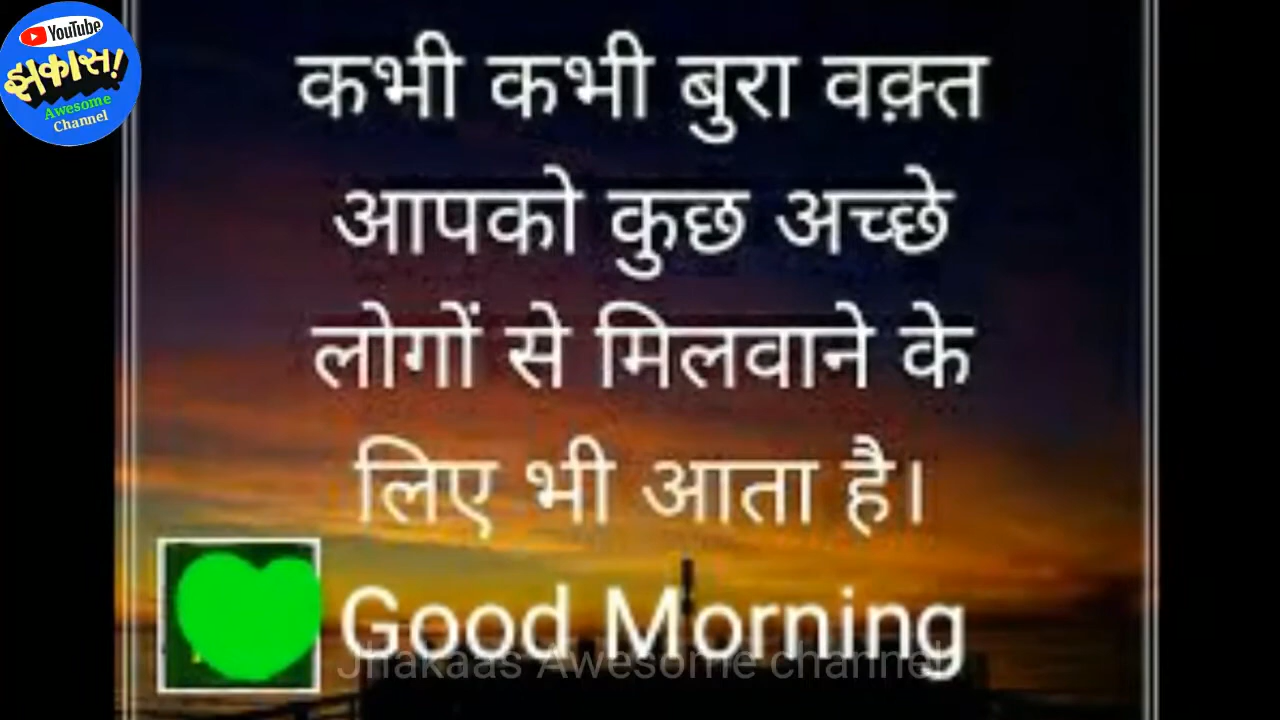 YouTube
झकास!
Awesome
Channel
कभी कभी बुरा वक़्त
आपको कुछ अच्छे
लोगों से मिलवाने के
लिए भी आता है।
Good Morning
Jhakaas Awesome channel